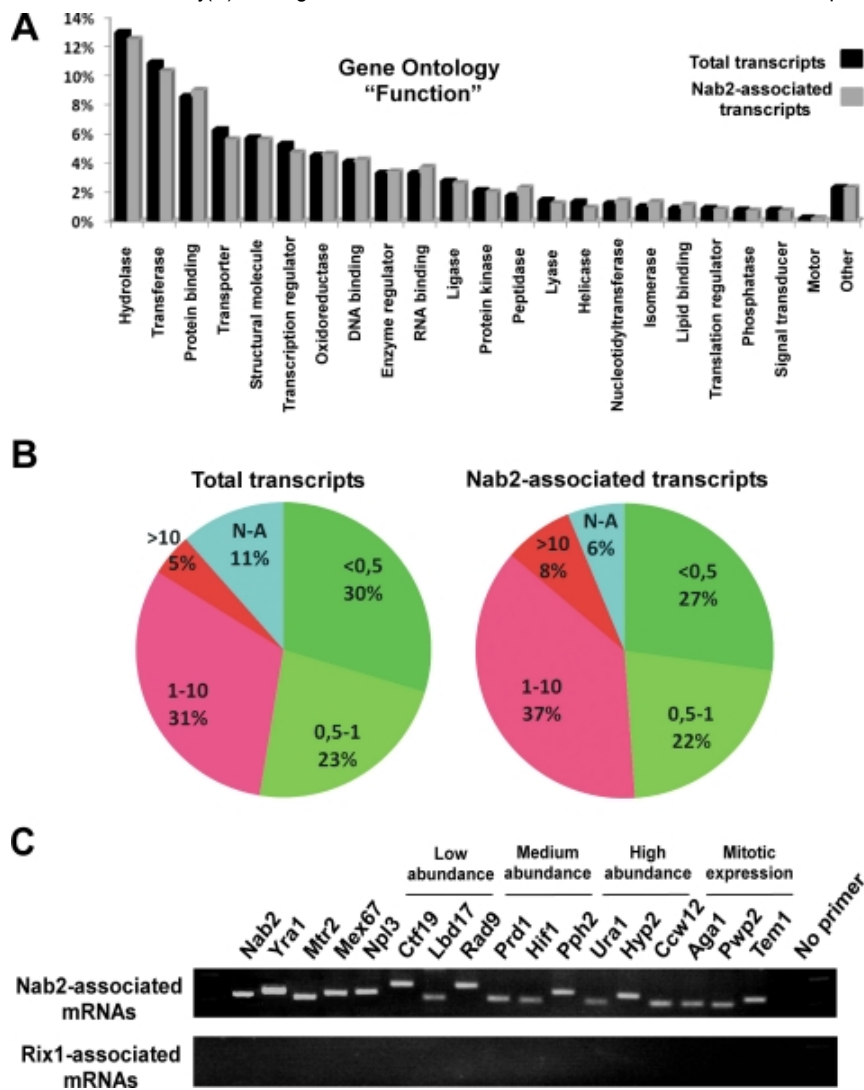 A
14%
12%
10%
8%
6%
4%
2%
0%
Gene Ontology
“Function”
Total transcripts
Nab2-associated
transcripts
Hydrolase
Transferase
Protein binding
Transporter
Structural molecule
Transcription regulator
Oxidoreductase
DNA binding
Enzyme regulator
RNA binding
Ligase
Protein kinase
Peptidase
Lyase
Helicase
Nucleotidyltransferase
Isomerase
Lipid binding
Translation regulator
Phosphatase
Signal transducer
Motor
Other
B
Total transcripts
N-A
11%
>10
5%
<0,5
30%
1-10
31%
0,5-1
23%
Nab2-associated transcripts
N-A
6%
>10
8%
<0,5
27%
1-10
37%
0,5-1
22%
C
Low
abundance
Medium
abundance
High
abundance
Mitotic
expression
Nab2
Yra1
Mtr2
Mex67
Npl3
Ctf19
Lbd17
Rad9
Prd1
Hif1
Pph2
Ura1
Hyp2
Ccw12
Aga1
Pwp2
Tem1
No primer
Nab2-associated
mRNAs
Rix1-associated
mRNAs